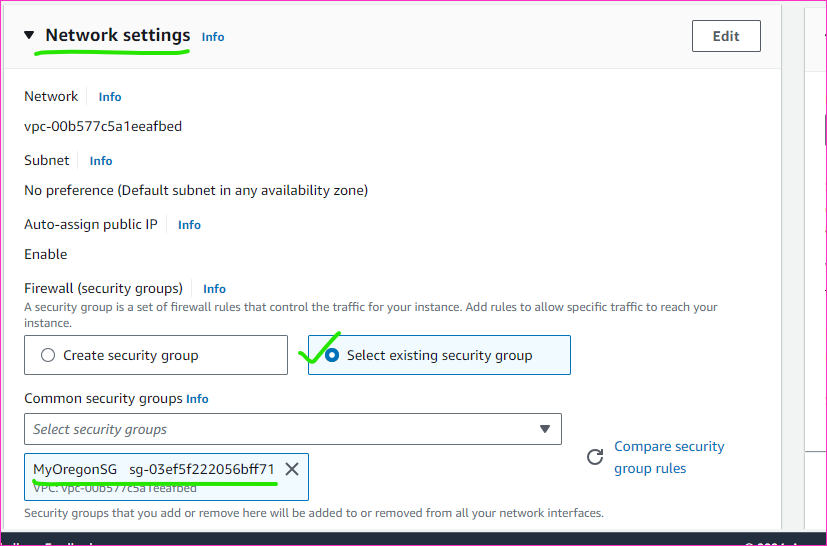 Network settings Info
Edit
Network Info
vpc-00b577c5a1eeafbed
Subnet Info
No preference (Default subnet in any availability zone)
Auto-assign public IP Info
Enable
Firewall (security groups) Info
A security group is a set of firewall rules that control the traffic for your instance. Add rules to allow specific traffic to reach your
instance.
Create security group
Select existing security group
Common security groups Info
Select security groups
MyOregonSG sg-03ef5f222056bff71
VPC: vpc-00b577c5a1eeafbed
Compare security
group rules
Security groups that you add or remove here will be added to or removed from all your network interfaces.